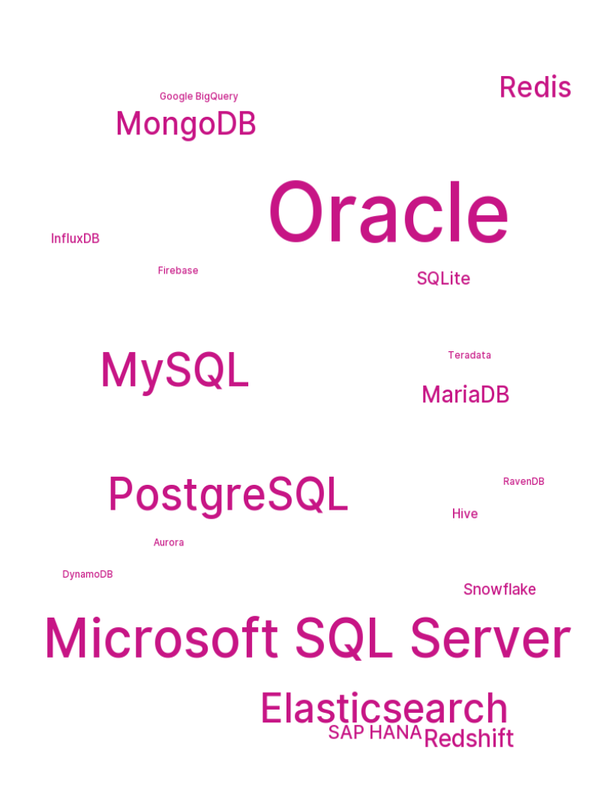 Redis
Google BigQuery
MongoDB
Oracle
InfluxDB
Firebase
SQLite
Teradata
MySQL
MariaDB
RavenDB
PostgreSQL
Hive
Aurora
DynamoDB
Snowflake
Microsoft SQL Server
Elasticsearch
SAP HANA
Redshift